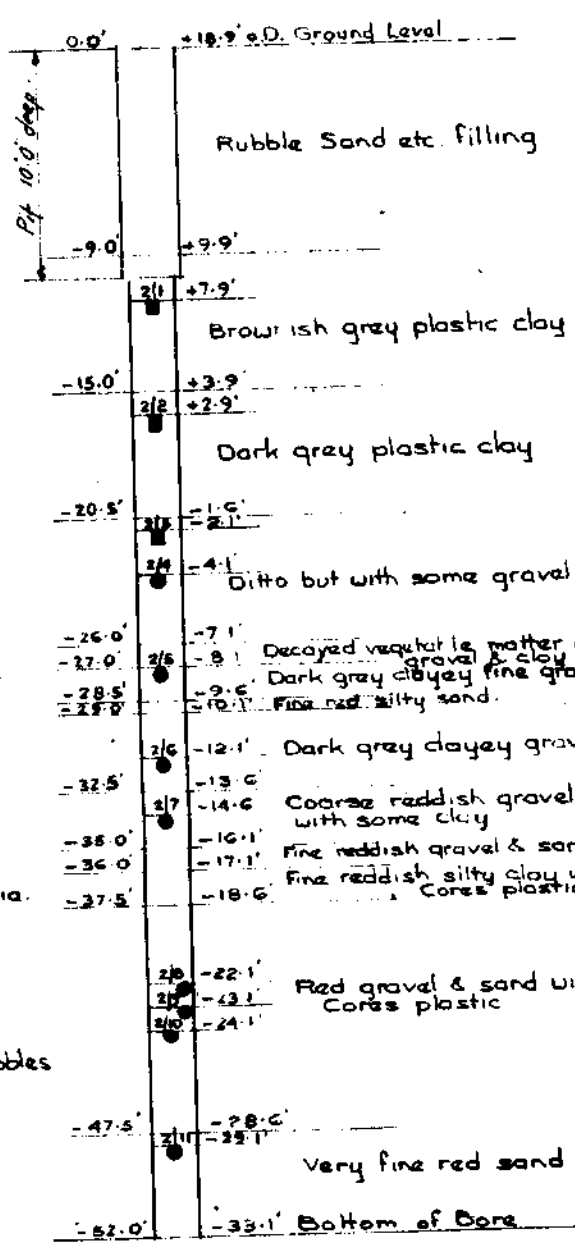 0.0' +18.9' O.D. Ground Level
Pit 10'.0" deep.
Rubble Sand etc. filling
-9.0' +9.9'
2/1 +7.9'
Brownish grey plastic clay
-15.0' +3.9'
2/2 +2.9'
Dark grey plastic clay
-20.5' -1.6'
2/3 -2.1'
2/4 -4.1'
Ditto but with some gravel
-26.0' -7.1'
Decayed vegetable matter
gravel & clay
-27.0' 2/5 -8.1'
Dark grey clayey fine gra
-28.5' -9.6'
-29.0' -10.1' Fine red silty sand.
2/6 -12.1' Dark grey clayey grav
-32.5' -13.6'
2/7 -14.6 Coarse reddish gravel
with some clay
-35.0' -16.1'
Fine reddish gravel & san
-36.0' -17.1'
Fine reddish silty clay w
Cores plastic
ia.
-37.5' -18.6'
2/8 -22.1'
Red gravel & sand wi
2/9 -23.1
Cores plastic
2/10 -24.1'
obles
-47.5' -28.6'
2/11 -29.1'
Very fine red sand
-52.0' -33.1' Bottom of Bore